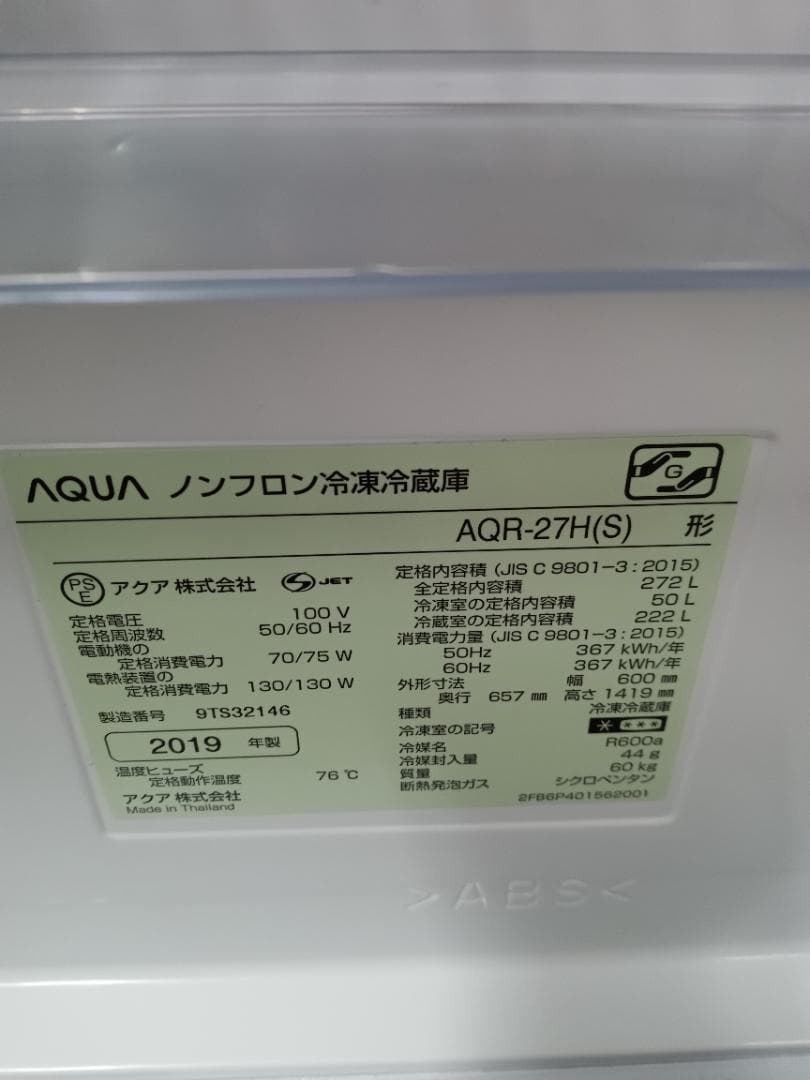 AQUA ノンフロン冷凍冷蔵庫
G
AQR-27H(S) 形
PS
E
アクア 株式会社
JET
定格電圧 100 V
定格周波数 50/60 Hz
電動機の
定格消費電力 70/75 W
電熱装置の
定格消費電力 130/130 W
製造番号 9TS32146
2019 年製
温度ヒューズ
定格動作温度 76 ℃
アクア 株式会社
Made in Thailand
定格内容積 (JIS C 9801-3 : 2015)
全定格内容積 272 L
冷凍室の定格内容積 50 L
冷蔵室の定格内容積 222 L
消費電力量 (JIS C 9801-3 : 2015)
50Hz 367 kWh/年
60Hz 367 kWh/年
外形寸法 幅 600 mm
奥行 657 mm 高さ 1419 mm
種類 冷凍冷蔵庫
冷凍室の記号
冷媒名 R600a
冷媒封入量 44 g
質量 60 kg
断熱発泡ガス シクロペンタン
2FB6P401562001
>ABS<